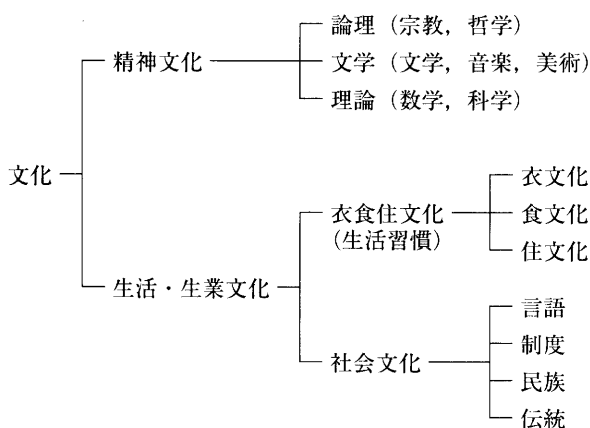 文化
精神文化
論理（宗教，哲学）
文学（文学，音楽，美術）
理論（数学，科学）
生活・生業文化
衣食住文化
（生活習慣）
衣文化
食文化
住文化
社会文化
言語
制度
民族
伝統